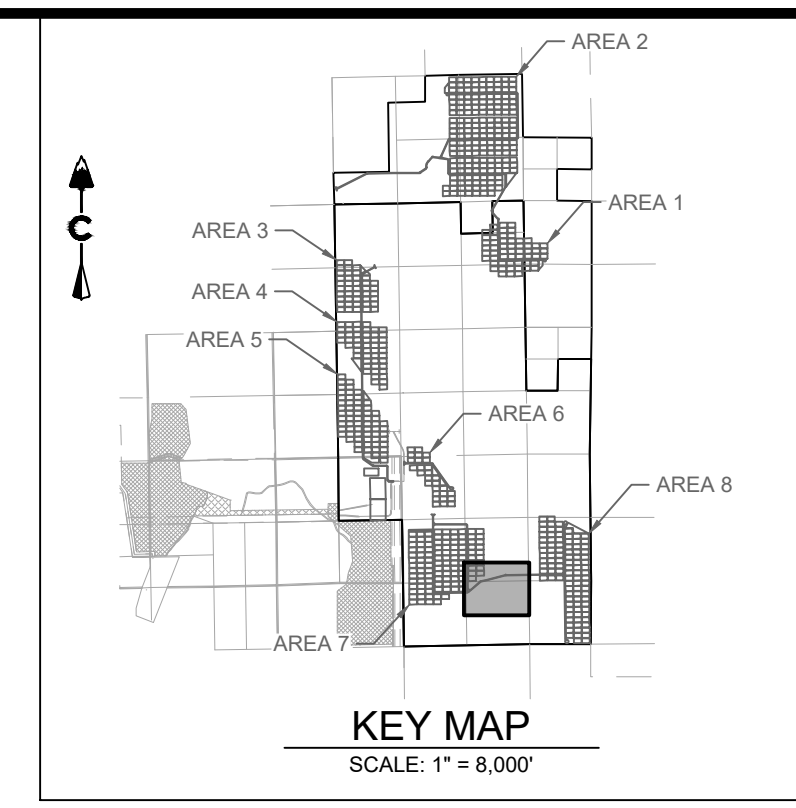 AREA 2
AREA 1
AREA 3
AREA 4
AREA 5
AREA 6
AREA 8
AREA 7
C
KEY MAP
SCALE: 1" = 8,000'